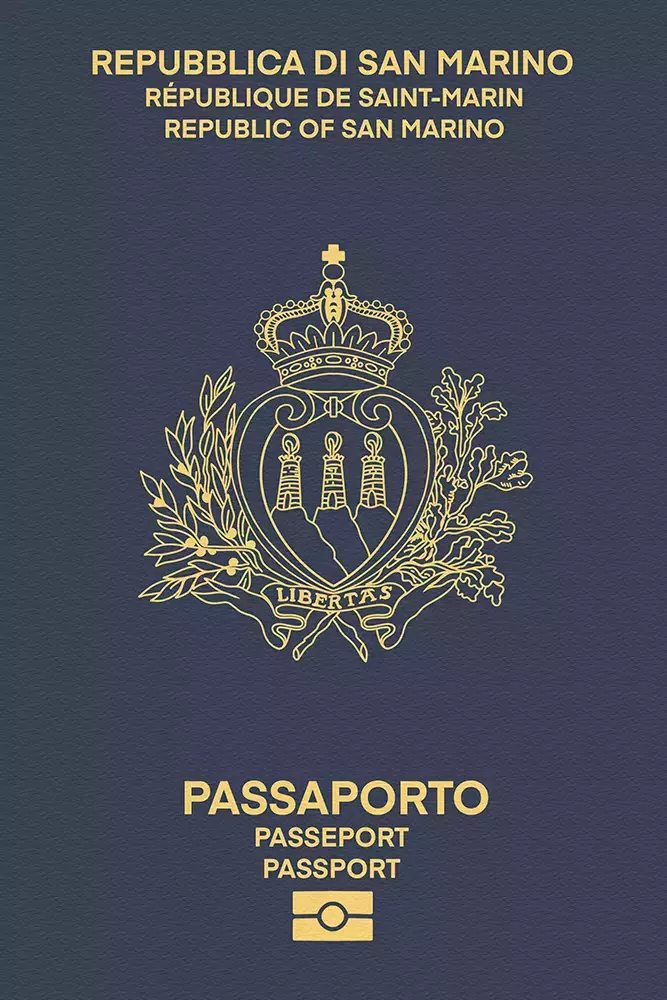 REPUBBLICA DI SAN MARINO
RÉPUBLIQUE DE SAINT-MARIN
REPUBLIC OF SAN MARINO
LIBERTAS
PASSAPORTO
PASSEPORT
PASSPORT